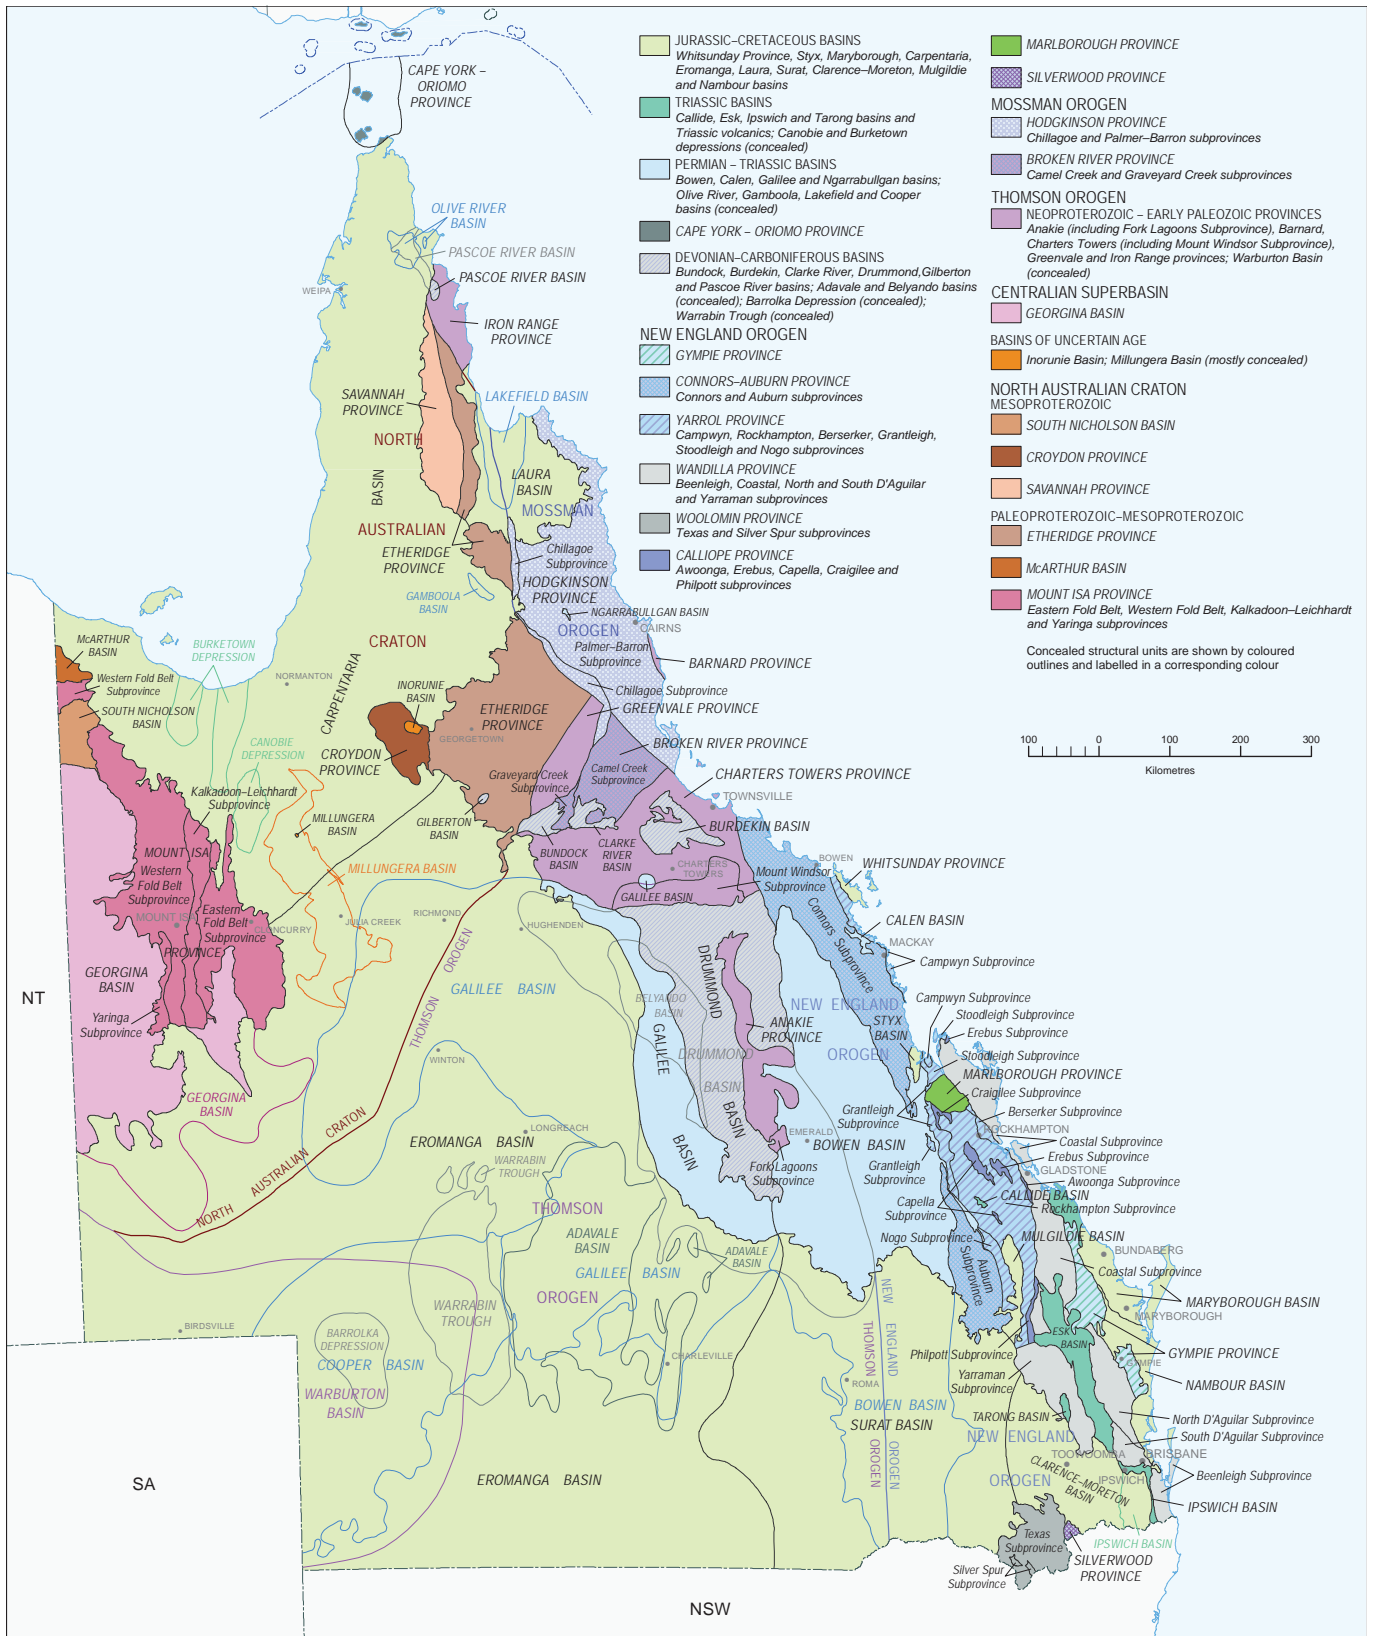 CAPE YORK –
ORIOMO
PROVINCE
OLIVE RIVER
BASIN
PASCOE RIVER BASIN
PASCOE RIVER BASIN
WEIPA
IRON RANGE
PROVINCE
SAVANNAH
PROVINCE
LAKEFIELD BASIN
NORTH
BASIN
LAURA
BASIN
MOSSMAN
AUSTRALIAN
ETHERIDGE
PROVINCE
Chillagoe
Subprovince
HODGKINSON
PROVINCE
GAMBOOLA
BASIN
NGARRABULLGAN BASIN
CAIRNS
OROGEN
CRATON
Palmer–Barron
Subprovince
BARNARD PROVINCE
McARTHUR
BASIN
BURKETOWN
DEPRESSION
Western Fold Belt
Subprovince
NORMANTON
CARPENTARIA
INORUNIE
BASIN
Chillagoe Subprovince
GREENVALE PROVINCE
SOUTH NICHOLSON
BASIN
ETHERIDGE
PROVINCE
GEORGETOWN
CANOBIE
DEPRESSION
CROYDON
PROVINCE
BROKEN RIVER PROVINCE
Graveyard Creek
Subprovince
Camel Creek
Subprovince
CHARTERS TOWERS PROVINCE
Kalkadoon–Leichhardt
Subprovince
TOWNSVILLE
MILLUNGERA
BASIN
GILBERTON
BASIN
BURDEKIN BASIN
BUNDOCK
BASIN
CLARKE
RIVER
BASIN
MOUNT ISA
Western
Fold Belt
Subprovince
MILLUNGERA BASIN
CHARTERS
TOWERS
Mount Windsor
Subprovince
BOWEN
WHITSUNDAY PROVINCE
GALILEE BASIN
MOUNT ISA
Eastern
Fold Belt
Subprovince
CLONCURRY
PROVINCE
JULIA CREEK
RICHMOND
HUGHENDEN
Connors Subprovince
CALEN BASIN
MACKAY
Campwyn Subprovince
GEORGINA
BASIN
THOMSON OROGEN
GALILEE BASIN
DRUMMOND
BASIN
BELYANDO
BASIN
NT
Yaringa
Subprovince
NEW ENGLAND
OROGEN
ANAKIE
PROVINCE
STYX
BASIN
Campwyn Subprovince
Stoodleigh Subprovince
Erebus Subprovince
Stoodleigh Subprovince
MARLBOROUGH PROVINCE
Craigilee Subprovince
Berserker Subprovince
WINTON
GALILEE
BASIN
DRUMMOND
BASIN
GEORGINA
BASIN
Grantleigh
Subprovince
ROCKHAMPTON
NORTH AUSTRALIAN CRATON
EROMANGA BASIN
LONGREACH
WARRABIN
TROUGH
EMERALD
BOWEN BASIN
Coastal Subprovince
Erebus Subprovince
GLADSTONE
Fork Lagoons
Subprovince
Grantleigh
Subprovince
Awoonga Subprovince
CALLIDE BASIN
Rockhampton Subprovince
Capella
Subprovince
THOMSON
ADAVALE
BASIN
ADAVALE
BASIN
Nogo Subprovince
MULGILDIE BASIN
BUNDABERG
Coastal Subprovince
GALILEE BASIN
OROGEN
Auburn
Subprovince
MARYBOROUGH BASIN
MARYBOROUGH
WARRABIN
TROUGH
BIRDSVILLE
BARROLKA
DEPRESSION
COOPER BASIN
CHARLEVILLE
NEW ENGLAND OROGEN
THOMSON OROGEN
ESK
BASIN
GYMPIE PROVINCE
GYMPIE
Philpott Subprovince
Yarraman
Subprovince
NAMBOUR BASIN
WARBURTON
BASIN
ROMA
BOWEN BASIN
SURAT BASIN
TARONG BASIN
North D'Aguilar Subprovince
South D'Aguilar Subprovince
NEW ENGLAND
OROGEN
TOOWOOMBA
BRISBANE
IPSWICH
CLARENCE–MORETON
BASIN
Beenleigh Subprovince
IPSWICH BASIN
EROMANGA BASIN
SA
Texas
Subprovince
IPSWICH BASIN
SILVERWOOD
PROVINCE
Silver Spur
Subprovince
NSW
JURASSIC–CRETACEOUS BASINS
Whitsunday Province, Styx, Maryborough, Carpentaria,
Eromanga, Laura, Surat, Clarence–Moreton, Mulgildie
and Nambour basins
TRIASSIC BASINS
Callide, Esk, Ipswich and Tarong basins and
Triassic volcanics; Canobie and Burketown
depressions (concealed)
PERMIAN – TRIASSIC BASINS
Bowen, Calen, Galilee and Ngarrabullgan basins;
Olive River, Gamboola, Lakefield and Cooper
basins (concealed)
CAPE YORK – ORIOMO PROVINCE
DEVONIAN–CARBONIFEROUS BASINS
Bundock, Burdekin, Clarke River, Drummond,Gilberton
and Pascoe River basins; Adavale and Belyando basins
(concealed); Barrolka Depression (concealed);
Warrabin Trough (concealed)
NEW ENGLAND OROGEN
GYMPIE PROVINCE
CONNORS–AUBURN PROVINCE
Connors and Auburn subprovinces
YARROL PROVINCE
Campwyn, Rockhampton, Berserker, Grantleigh,
Stoodleigh and Nogo subprovinces
WANDILLA PROVINCE
Beenleigh, Coastal, North and South D'Aguilar
and Yarraman subprovinces
WOOLOMIN PROVINCE
Texas and Silver Spur subprovinces
CALLIOPE PROVINCE
Awoonga, Erebus, Capella, Craigilee and
Philpott subprovinces
MARLBOROUGH PROVINCE
SILVERWOOD PROVINCE
MOSSMAN OROGEN
HODGKINSON PROVINCE
Chillagoe and Palmer–Barron subprovinces
BROKEN RIVER PROVINCE
Camel Creek and Graveyard Creek subprovinces
THOMSON OROGEN
NEOPROTEROZOIC – EARLY PALEOZOIC PROVINCES
Anakie (including Fork Lagoons Subprovince), Barnard,
Charters Towers (including Mount Windsor Subprovince),
Greenvale and Iron Range provinces; Warburton Basin
(concealed)
CENTRALIAN SUPERBASIN
GEORGINA BASIN
BASINS OF UNCERTAIN AGE
Inorunie Basin; Millungera Basin (mostly concealed)
NORTH AUSTRALIAN CRATON
MESOPROTEROZOIC
SOUTH NICHOLSON BASIN
CROYDON PROVINCE
SAVANNAH PROVINCE
PALEOPROTEROZOIC–MESOPROTEROZOIC
ETHERIDGE PROVINCE
McARTHUR BASIN
MOUNT ISA PROVINCE
Eastern Fold Belt, Western Fold Belt, Kalkadoon–Leichhardt
and Yaringa subprovinces
Concealed structural units are shown by coloured
outlines and labelled in a corresponding colour
100 0 100 200 300
Kilometres